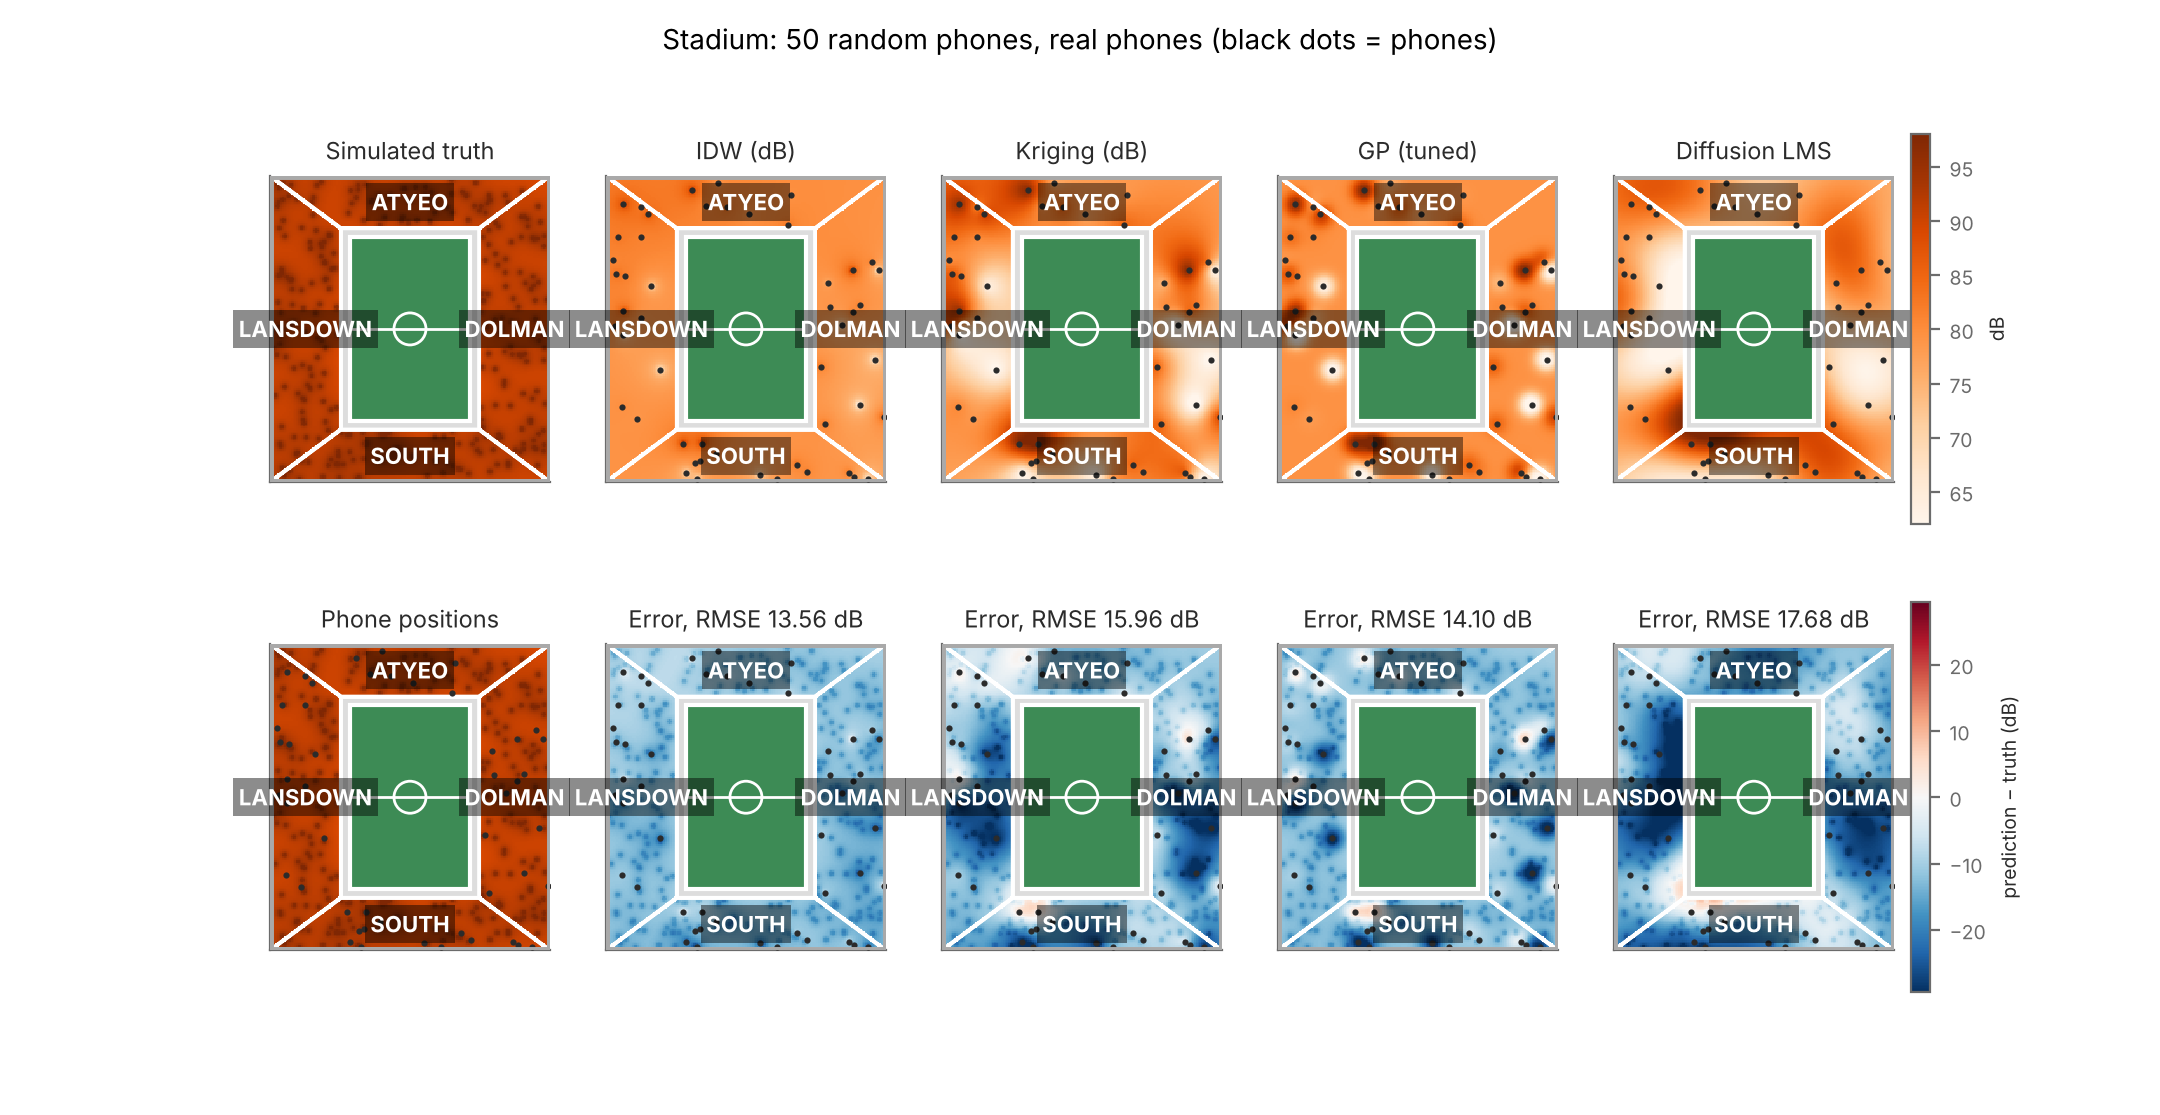 Stadium: 50 random phones, real phones (black dots = phones)
Simulated truth
IDW (dB)
Kriging (dB)
GP (tuned)
Diffusion LMS
ATYEO
ATYEO
ATYEO
ATYEO
ATYEO
LANSDOWN
DOLMAN
LANSDOWN
DOLMAN
LANSDOWN
DOLMAN
LANSDOWN
DOLMAN
LANSDOWN
DOLMAN
SOUTH
SOUTH
SOUTH
SOUTH
SOUTH
95
90
85
80
75
70
65
dB
Phone positions
Error, RMSE 13.56 dB
Error, RMSE 15.96 dB
Error, RMSE 14.10 dB
Error, RMSE 17.68 dB
ATYEO
ATYEO
ATYEO
ATYEO
ATYEO
LANSDOWN
DOLMAN
LANSDOWN
DOLMAN
LANSDOWN
DOLMAN
LANSDOWN
DOLMAN
LANSDOWN
DOLMAN
SOUTH
SOUTH
SOUTH
SOUTH
SOUTH
20
10
0
−10
−20
prediction − truth (dB)